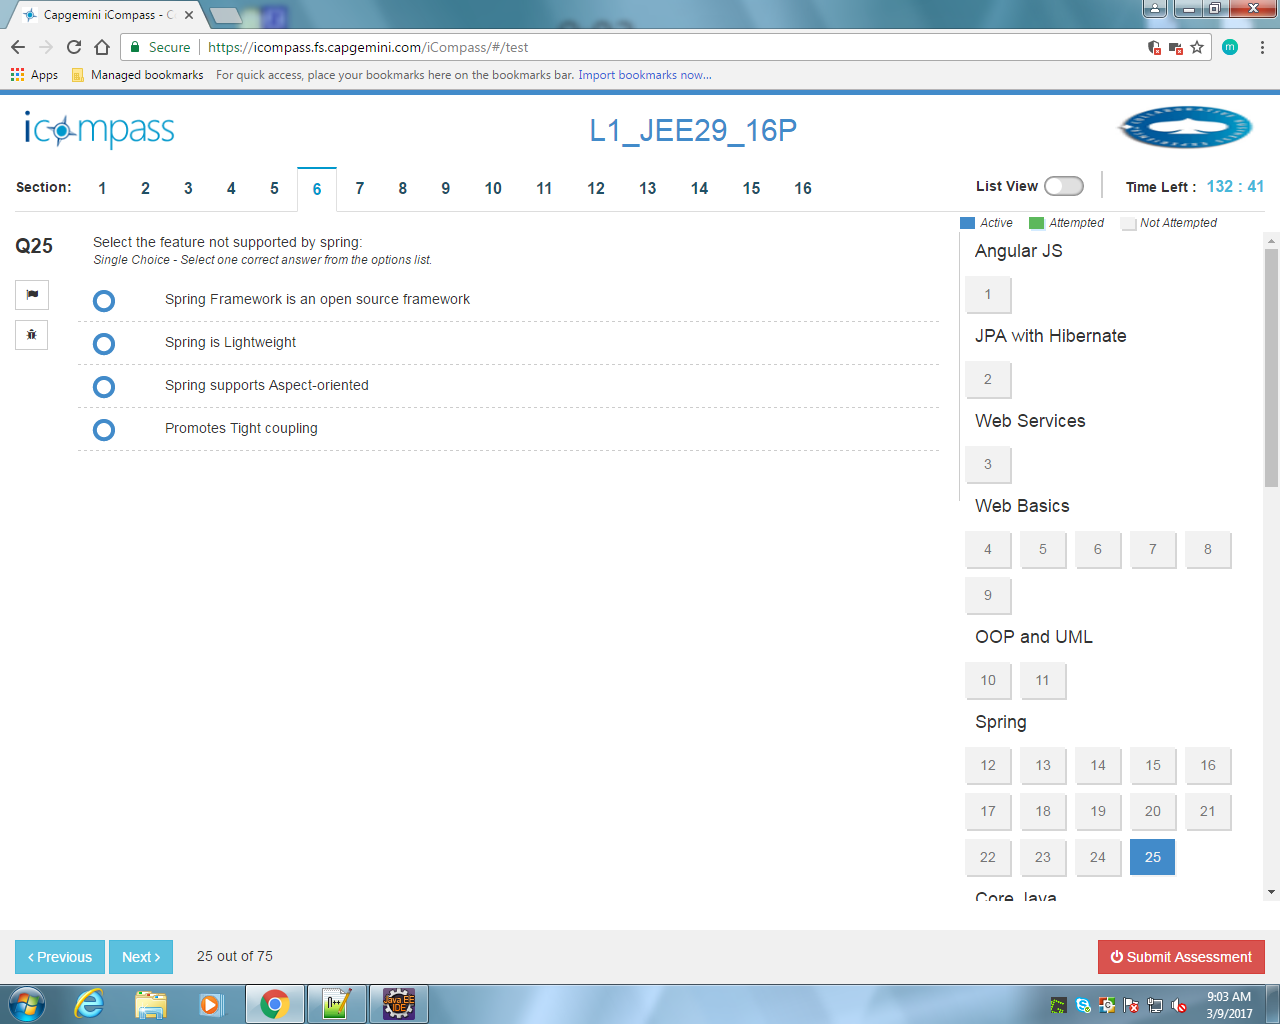 Capgemini iCompass - C
Secure https://icompass.fs.capgemini.com/iCompass/#/test
m
Apps Managed bookmarks For quick access, place your bookmarks here on the bookmarks bar. Import bookmarks now...
icompass
L1_JEE29_16P
Section: 1 2 3 4 5 6 7 8 9 10 11 12 13 14 15 16
List View Time Left : 132 : 41
Active Attempted Not Attempted
Q25
Select the feature not supported by spring:
Single Choice - Select one correct answer from the options list.
Spring Framework is an open source framework
Spring is Lightweight
Spring supports Aspect-oriented
Promotes Tight coupling
Angular JS
1
JPA with Hibernate
2
Web Services
3
Web Basics
4 5 6 7 8
9
OOP and UML
10 11
Spring
12 13 14 15 16
17 18 19 20 21
22 23 24 25
Core Java
Previous Next 25 out of 75
Submit Assessment
Java EE
IDE
9:03 AM
3/9/2017